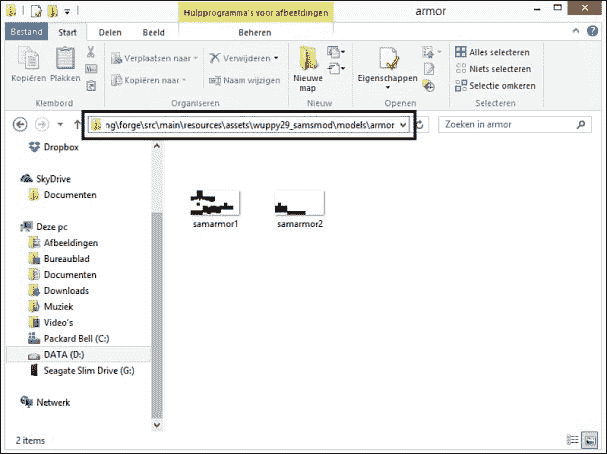 Hulpprogramma's voor afbeeldingen
armor
Bestand Start Delen Beeld Beheren
Kopiëren Plakken
Verplaatsen naar
Kopiëren naar
Verwijderen
Naam wijzigen
Nieuwe map
Eigenschappen
Alles selecteren
Niets selecteren
Selectie omkeren
Klembord Organiseren Nieuw Openen Selecteren
ng\forge\src\main\resources\assets\wuppy29_samsmod\models\armor
Zoeken in armor
Dropbox
SkyDrive
Documenten
Deze pc
Afbeeldingen
Bureaublad
Documenten
Downloads
Muziek
Video's
Packard Bell (C:)
DATA (D:)
Seagate Slim Drive (G:)
Netwerk
samarmor1 samarmor2
2 items